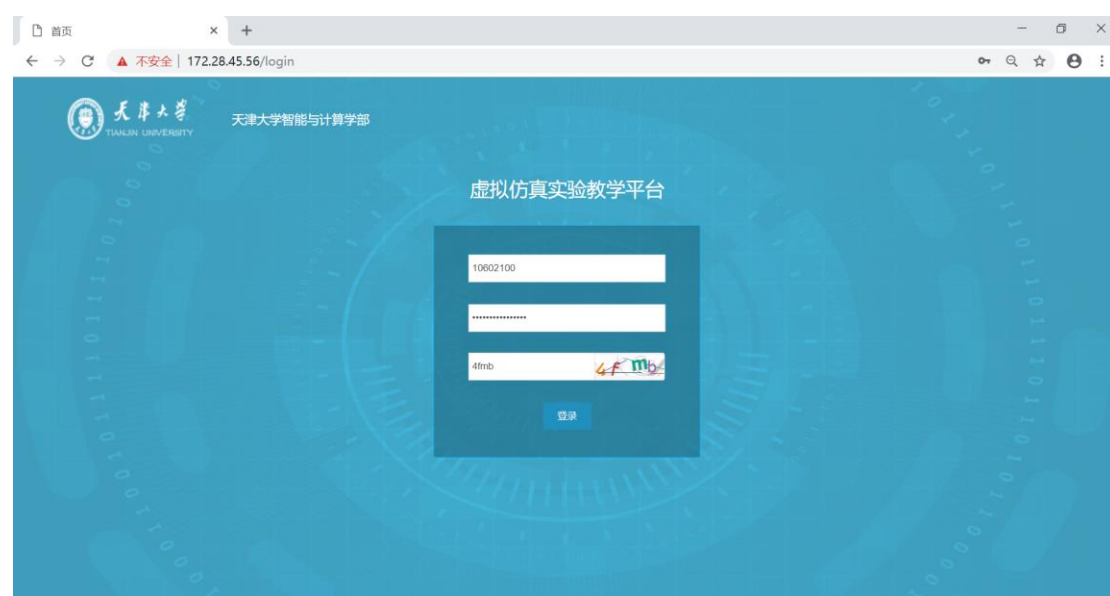 首页
不安全 | 172.28.45.56/login
天津大学
TIANJIN UNIVERSITY
天津大学智能与计算学部
虚拟仿真实验教学平台
10602100
••••••••••••••••
4fmb
4f mb
登录